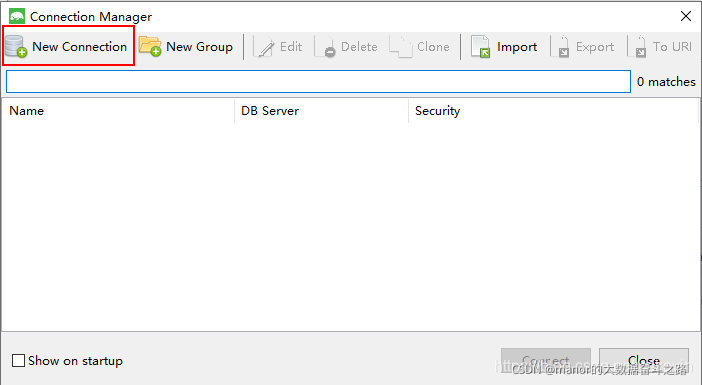 Connection Manager
New Connection New Group Edit Delete Clone Import Export To URI
0 matches
Name DB Server Security
Show on startup Connect Close
CSDN @manor的大数据奋斗之路